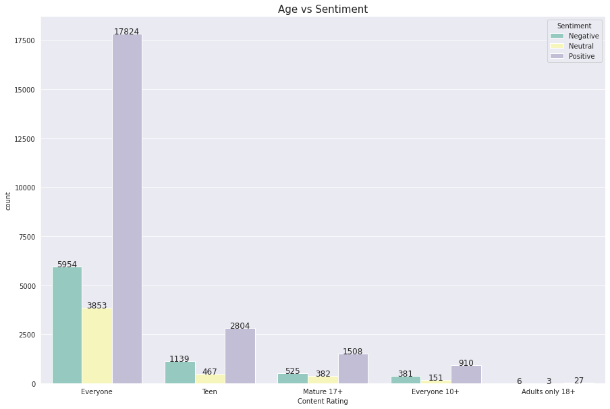 Age vs Sentiment
Sentiment
Negative
Neutral
Positive
count
17500
15000
12500
10000
7500
5000
2500
0
5954
3853
17824
1139
467
2804
525
382
1508
381
151
910
6
3
27
Everyone
Teen
Mature 17+
Everyone 10+
Adults only 18+
Content Rating